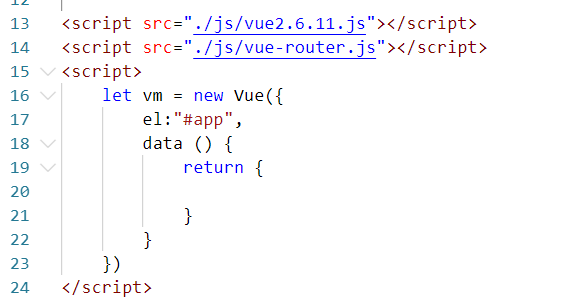 12
13 <script src="./js/vue2.6.11.js"></script>
14 <script src="./js/vue-router.js"></script>
15 <script>
16     let vm = new Vue({
17         el:"#app",
18         data () {
19             return {
20
21             }
22         }
23     })
24 </script>